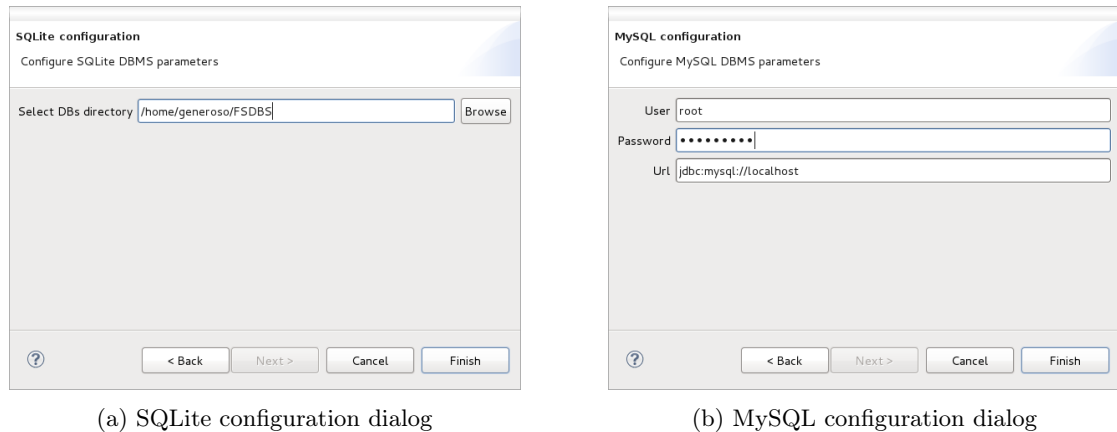 SQLite configuration
Configure SQLite DBMS parameters
Select DBs directory /home/generoso/FSDBS Browse
< Back Next > Cancel Finish
(a) SQLite configuration dialog
MySQL configuration
Configure MySQL DBMS parameters
User root
Password •••••••••
Url jdbc:mysql://localhost
< Back Next > Cancel Finish
(b) MySQL configuration dialog